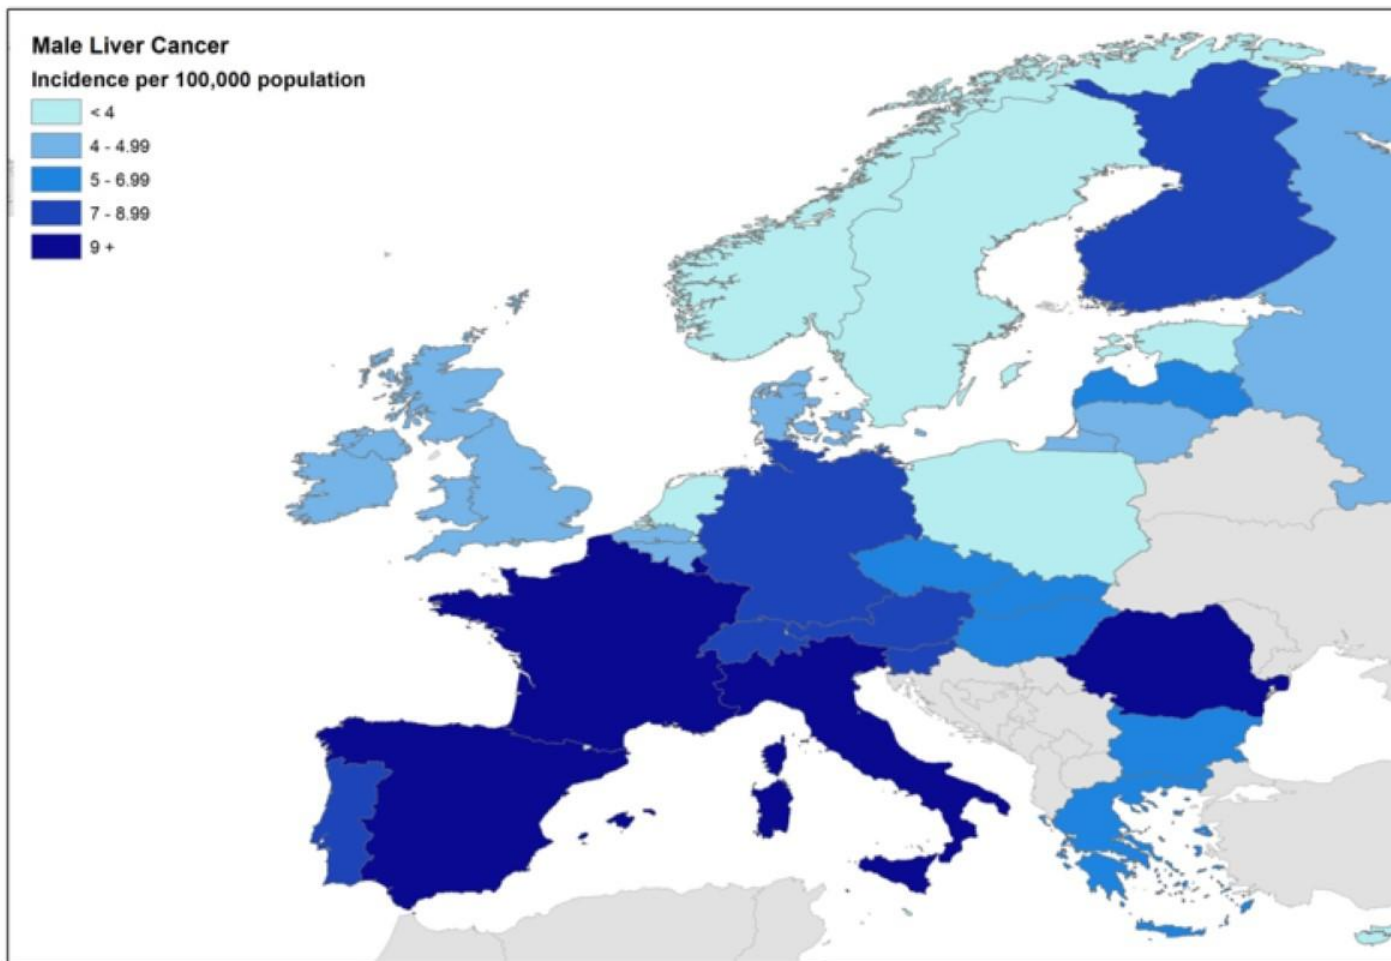 Male Liver Cancer
Incidence per 100,000 population
< 4
4 - 4.99
5 - 6.99
7 - 8.99
9 +